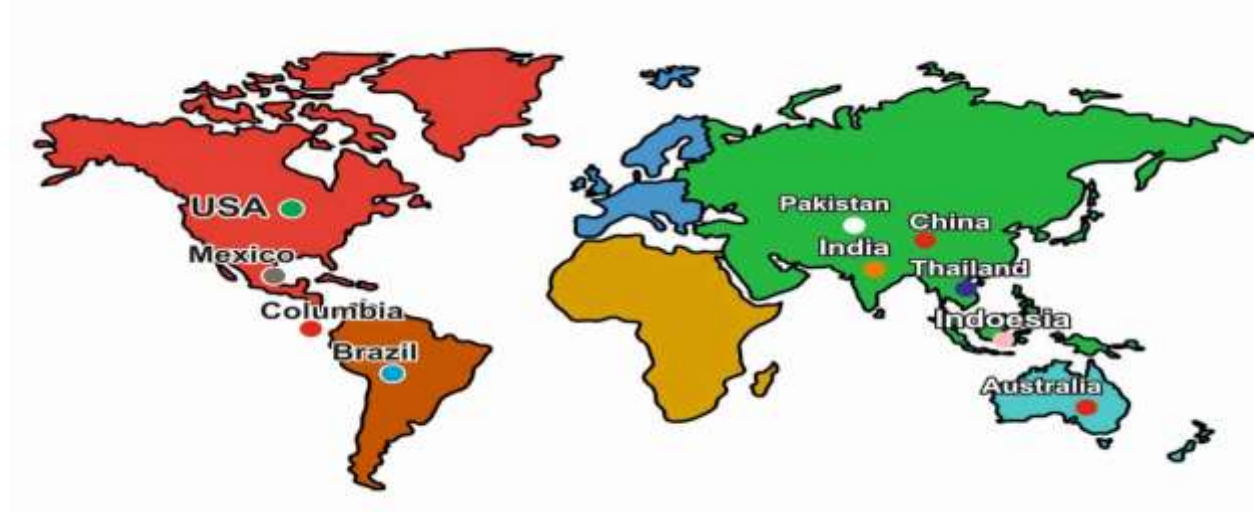 USA
Mexico
Columbia
Brazil
Pakistan
China
India
Thailand
Indoesia
Australia